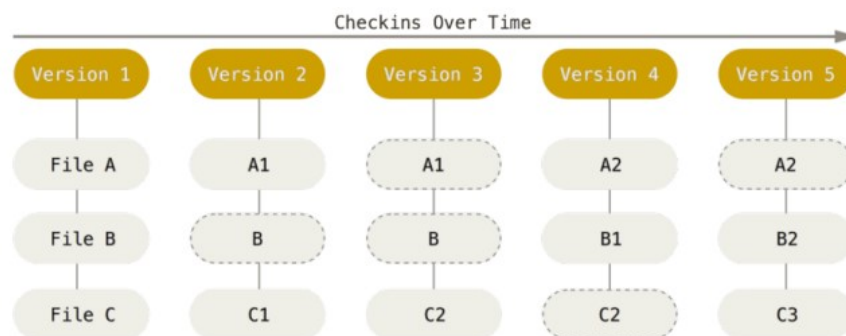 Checkins Over Time
Version 1 Version 2 Version 3 Version 4 Version 5
File A A1 A1 A2 A2
File B B B B1 B2
File C C1 C2 C2 C3